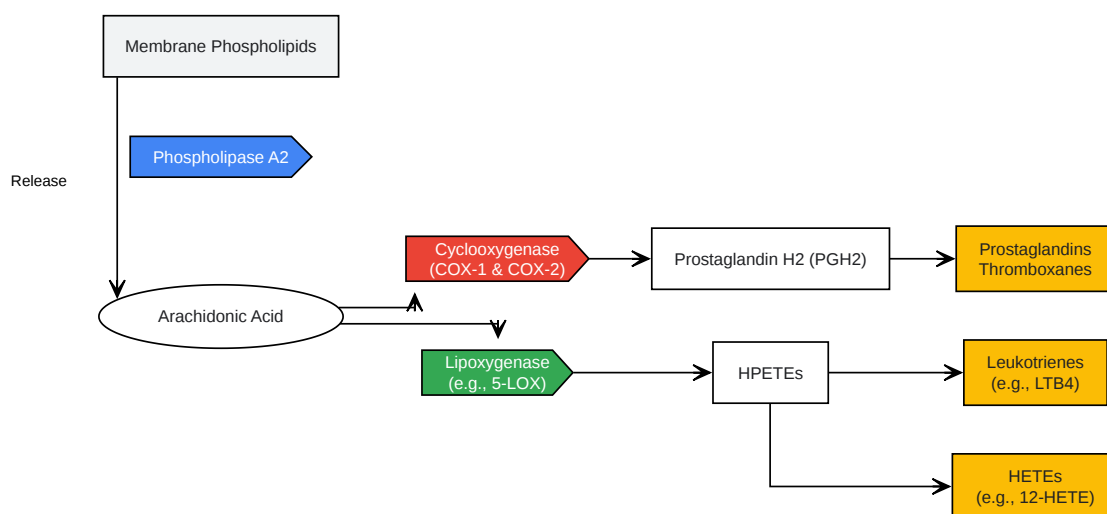 Membrane Phospholipids
Phospholipase A2
Release
Cyclooxygenase
(COX-1 & COX-2)
Prostaglandin H2 (PGH2)
Prostaglandins
Thromboxanes
Arachidonic Acid
Lipoxygenase
(e.g., 5-LOX)
HPETEs
Leukotrienes
(e.g., LTB4)
HETEs
(e.g., 12-HETE)